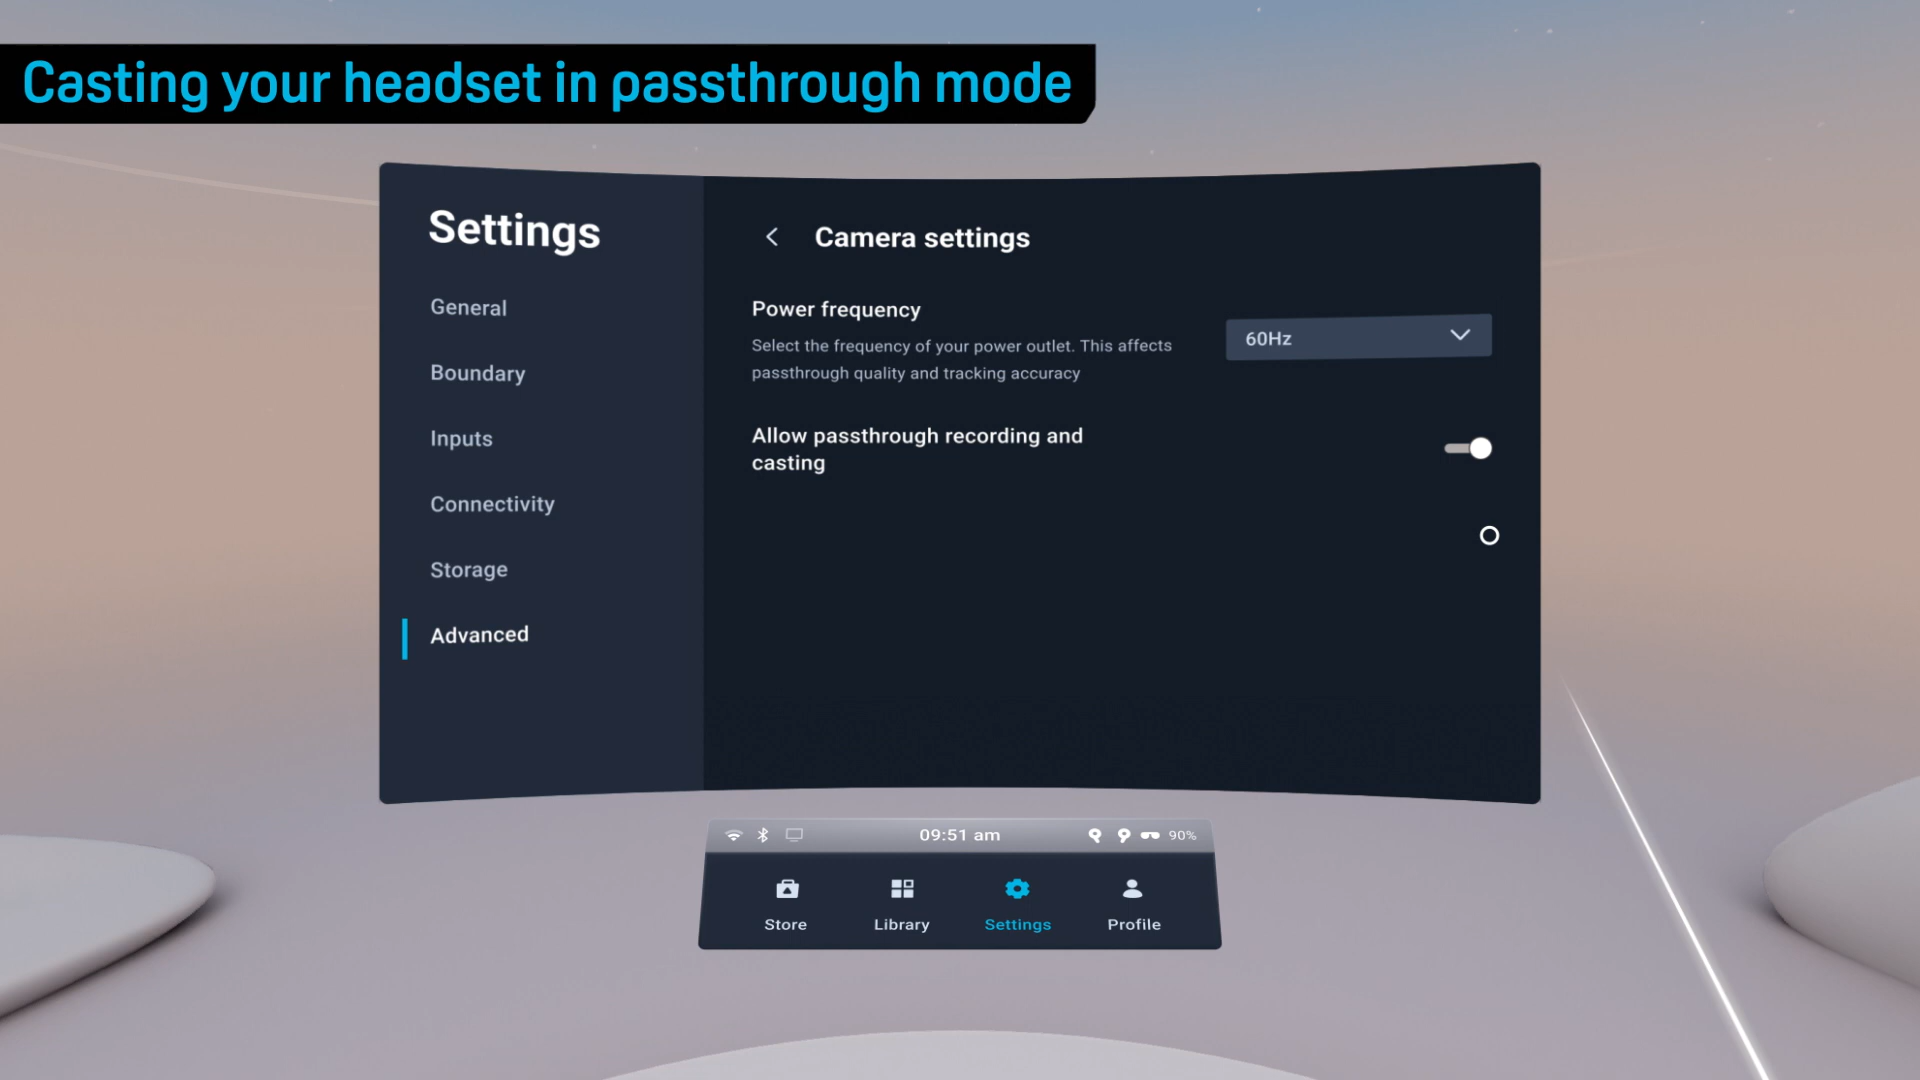 Casting your headset in passthrough mode
Settings
General
Boundary
Inputs
Connectivity
Storage
Advanced
Camera settings
Power frequency
Select the frequency of your power outlet. This affects
passthrough quality and tracking accuracy
60Hz
Allow passthrough recording and
casting
09:51 am
90%
Store
Library
Settings
Profile